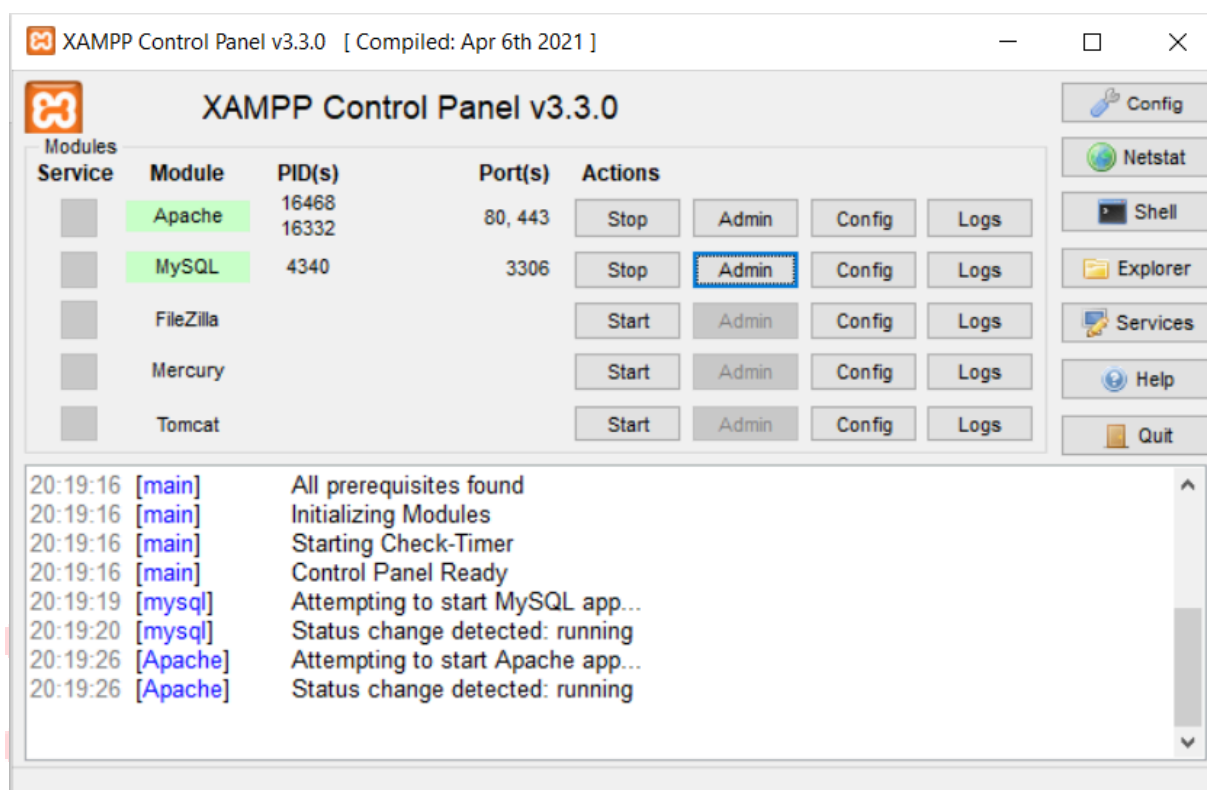 XAMPP Control Panel v3.3.0 [ Compiled: Apr 6th 2021 ]
XAMPP Control Panel v3.3.0
Config
Modules
Netstat
Service Module PID(s) Port(s) Actions
Apache 16468 16332 80, 443 Stop Admin Config Logs
Shell
MySQL 4340 3306 Stop Admin Config Logs
Explorer
FileZilla Start Admin Config Logs
Services
Mercury Start Admin Config Logs
Help
Tomcat Start Admin Config Logs
Quit
20:19:16 [main] All prerequisites found
20:19:16 [main] Initializing Modules
20:19:16 [main] Starting Check-Timer
20:19:16 [main] Control Panel Ready
20:19:19 [mysql] Attempting to start MySQL app...
20:19:20 [mysql] Status change detected: running
20:19:26 [Apache] Attempting to start Apache app...
20:19:26 [Apache] Status change detected: running